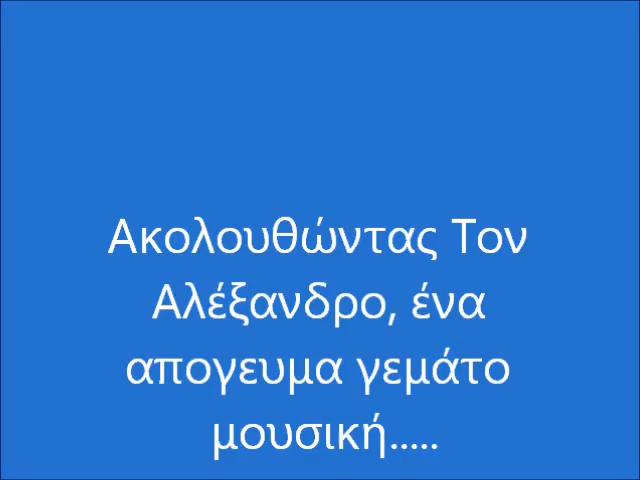 Ακολουθώντας Τον
Αλέξανδρο, ένα
απογευμα γεμάτο
μουσική.....